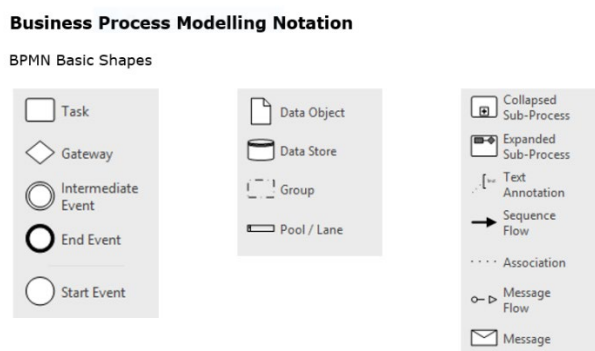 Business Process Modelling Notation
BPMN Basic Shapes
Task
Gateway
Intermediate
Event
End Event
Start Event
Data Object
Data Store
Group
Pool / Lane
Collapsed
Sub-Process
Expanded
Sub-Process
Text
Annotation
Sequence
Flow
Association
Message
Flow
Message